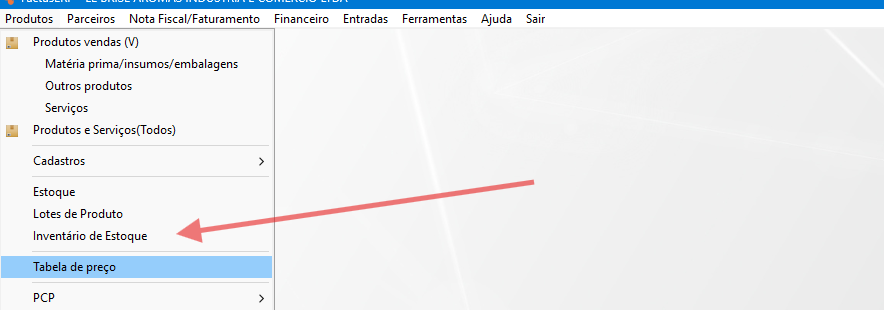 Produtos Parceiros Nota Fiscal/Faturamento Financeiro Entradas Ferramentas Ajuda Sair
Produtos vendas (V)
Matéria prima/insumos/embalagens
Outros produtos
Serviços
Produtos e Serviços(Todos)
Cadastros
Estoque
Lotes de Produto
Inventário de Estoque
Tabela de preço
PCP